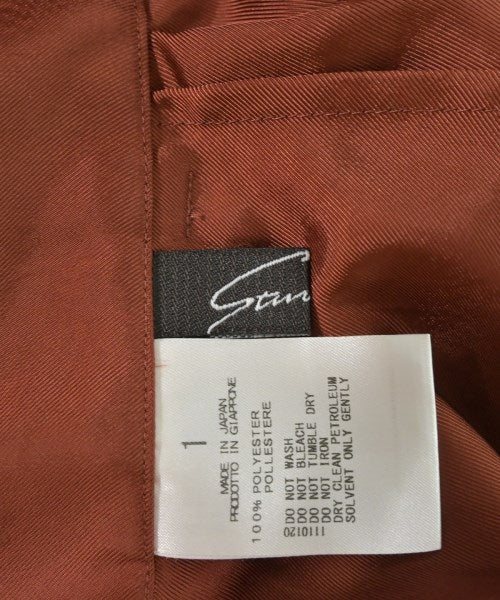 1
MADE IN JAPAN
PRODOTTO IN GIAPPONE
100% POLYESTER
POLLESTERE
DO NOT WASH
DO NOT BLEACH
1110120 DO NOT TUMBLE DRY
DO NOT IRON
DRY CLEAN PETROLEUM
SOLVENT ONLY GENTLY